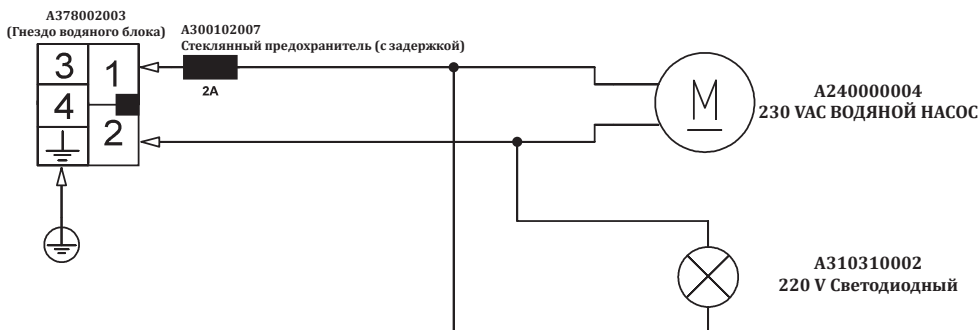 A378002003
(Гнездо водяного блока)
A300102007
Стеклянный предохранитель (с задержкой)
3
1
4
2
2A
M
A240000004
230 VAC ВОДЯНОЙ НАСОС
A310310002
220 V Светодиодный